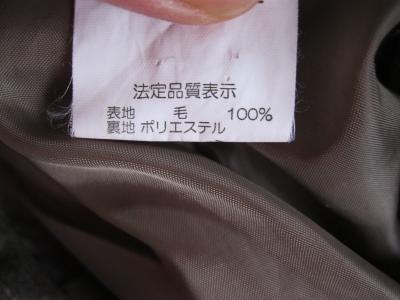 法定品質表示
表地 毛 100%
裏地 ポリエステル